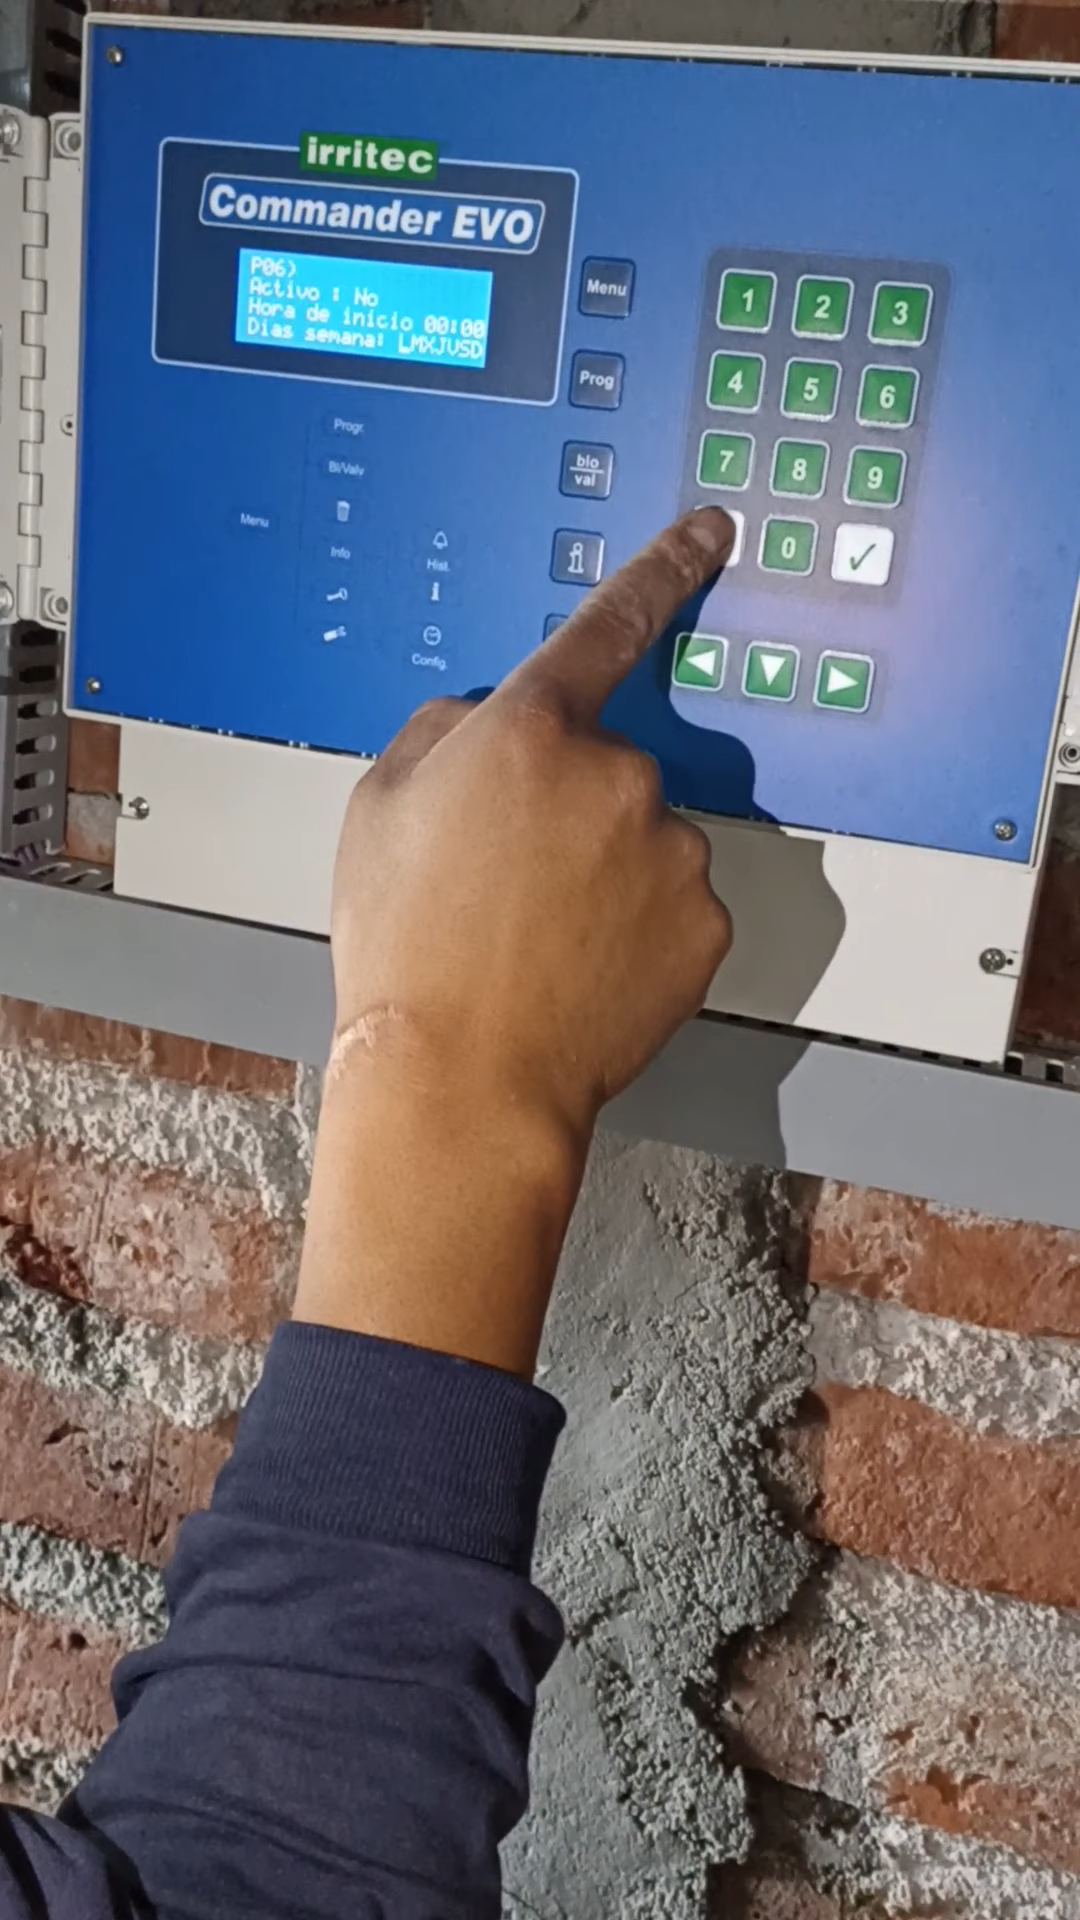 irritec
Commander EVO
P06)
Activo : No
Hora de inicio 00:00
Dias semana: LMXJVSD
Menu
Prog
blo
val
i
1 2 3
4 5 6
7 8 9
0 ✓
◀ ▼ ▶
Progr.
Bl/Valv
Menu
Info
Hist.
i
Config.